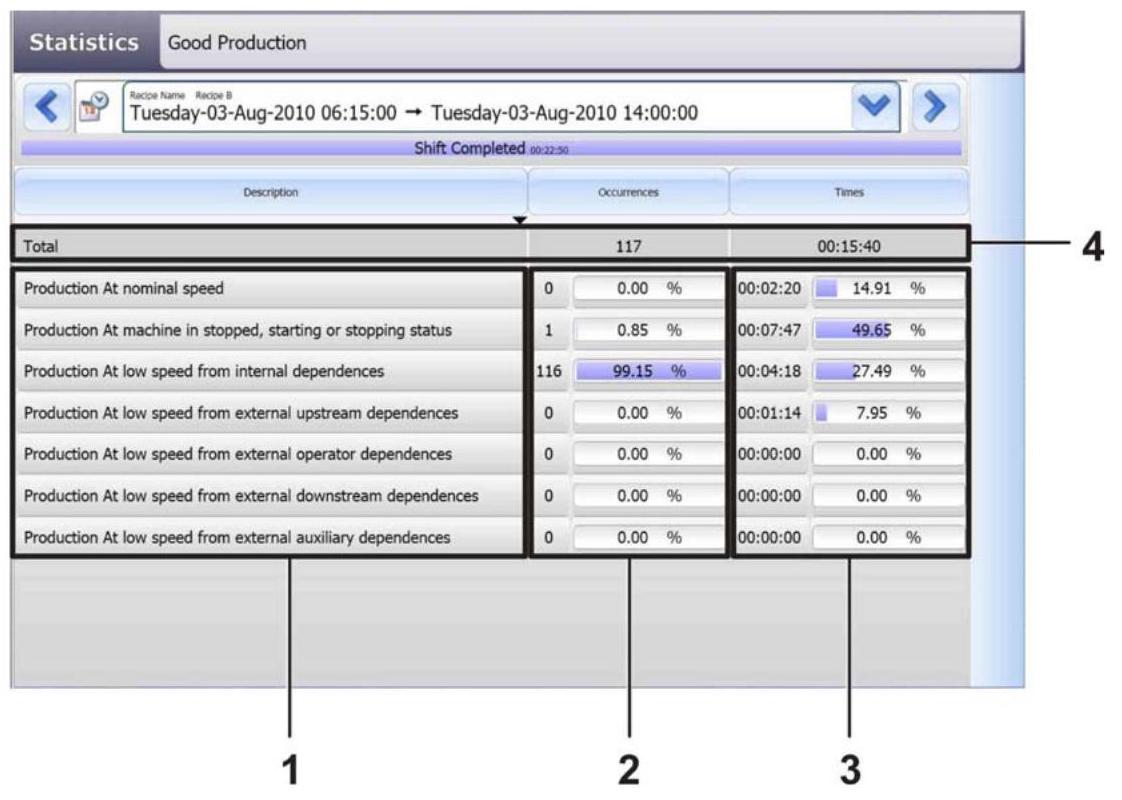 Statistics Good Production
Recipe Name Recipe B
Tuesday-03-Aug-2010 06:15:00 → Tuesday-03-Aug-2010 14:00:00
Shift Completed 00:22:50
Description Occurrences Times
Total 117 00:15:40 4
Production At nominal speed 0 0.00 % 00:02:20 14.91 %
Production At machine in stopped, starting or stopping status 1 0.85 % 00:07:47 49.65 %
Production At low speed from internal dependences 116 99.15 % 00:04:18 27.49 %
Production At low speed from external upstream dependences 0 0.00 % 00:01:14 7.95 %
Production At low speed from external operator dependences 0 0.00 % 00:00:00 0.00 %
Production At low speed from external downstream dependences 0 0.00 % 00:00:00 0.00 %
Production At low speed from external auxiliary dependences 0 0.00 % 00:00:00 0.00 %
1 2 3